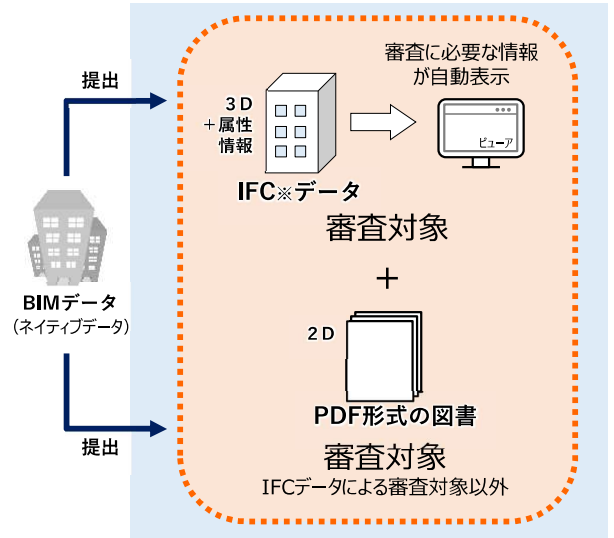 提出
審査に必要な情報
が自動表示
３Ｄ
＋属性
情報
ビューア
IFC※データ
審査対象
＋
BIMデータ
（ネイティブデータ）
２Ｄ
PDF形式の図書
提出
審査対象
IFCデータによる審査対象以外